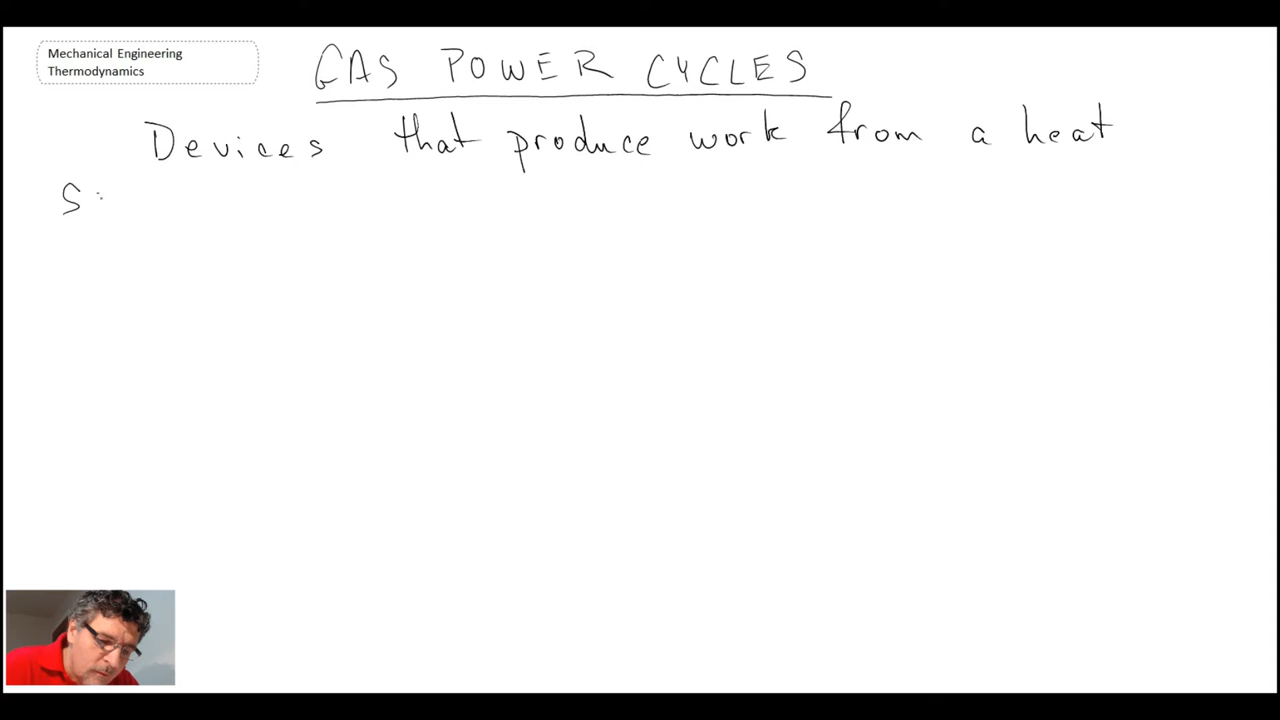 Mechanical Engineering
Thermodynamics
GAS POWER CYCLES
Devices that produce work from a heat
S